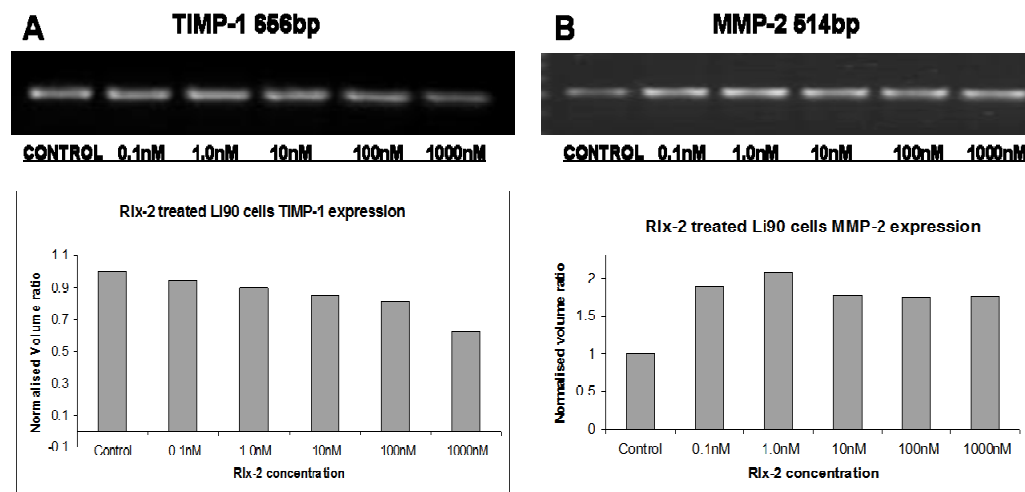 A
TIMP-1 656bp
CONTROL 0.1nM 1.0nM 10nM 100nM 1000nM
Rlx-2 treated LI90 cells TIMP-1 expression
Normalised Volume ratio
1.1
0.9
0.7
0.5
0.3
0.1
-0.1
Control 0.1nM 1.0nM 10nM 100nM 1000nM
Rlx-2 concentration
B
MMP-2 514bp
CONTROL 0.1nM 1.0nM 10nM 100nM 1000nM
Rlx-2 treated Li90 cells MMP-2 expression
Normalised volume ratio
2
1.5
1
0.5
0
Control 0.1nM 1.0nM 10nM 100nM 1000nM
Rlx-2 concentration